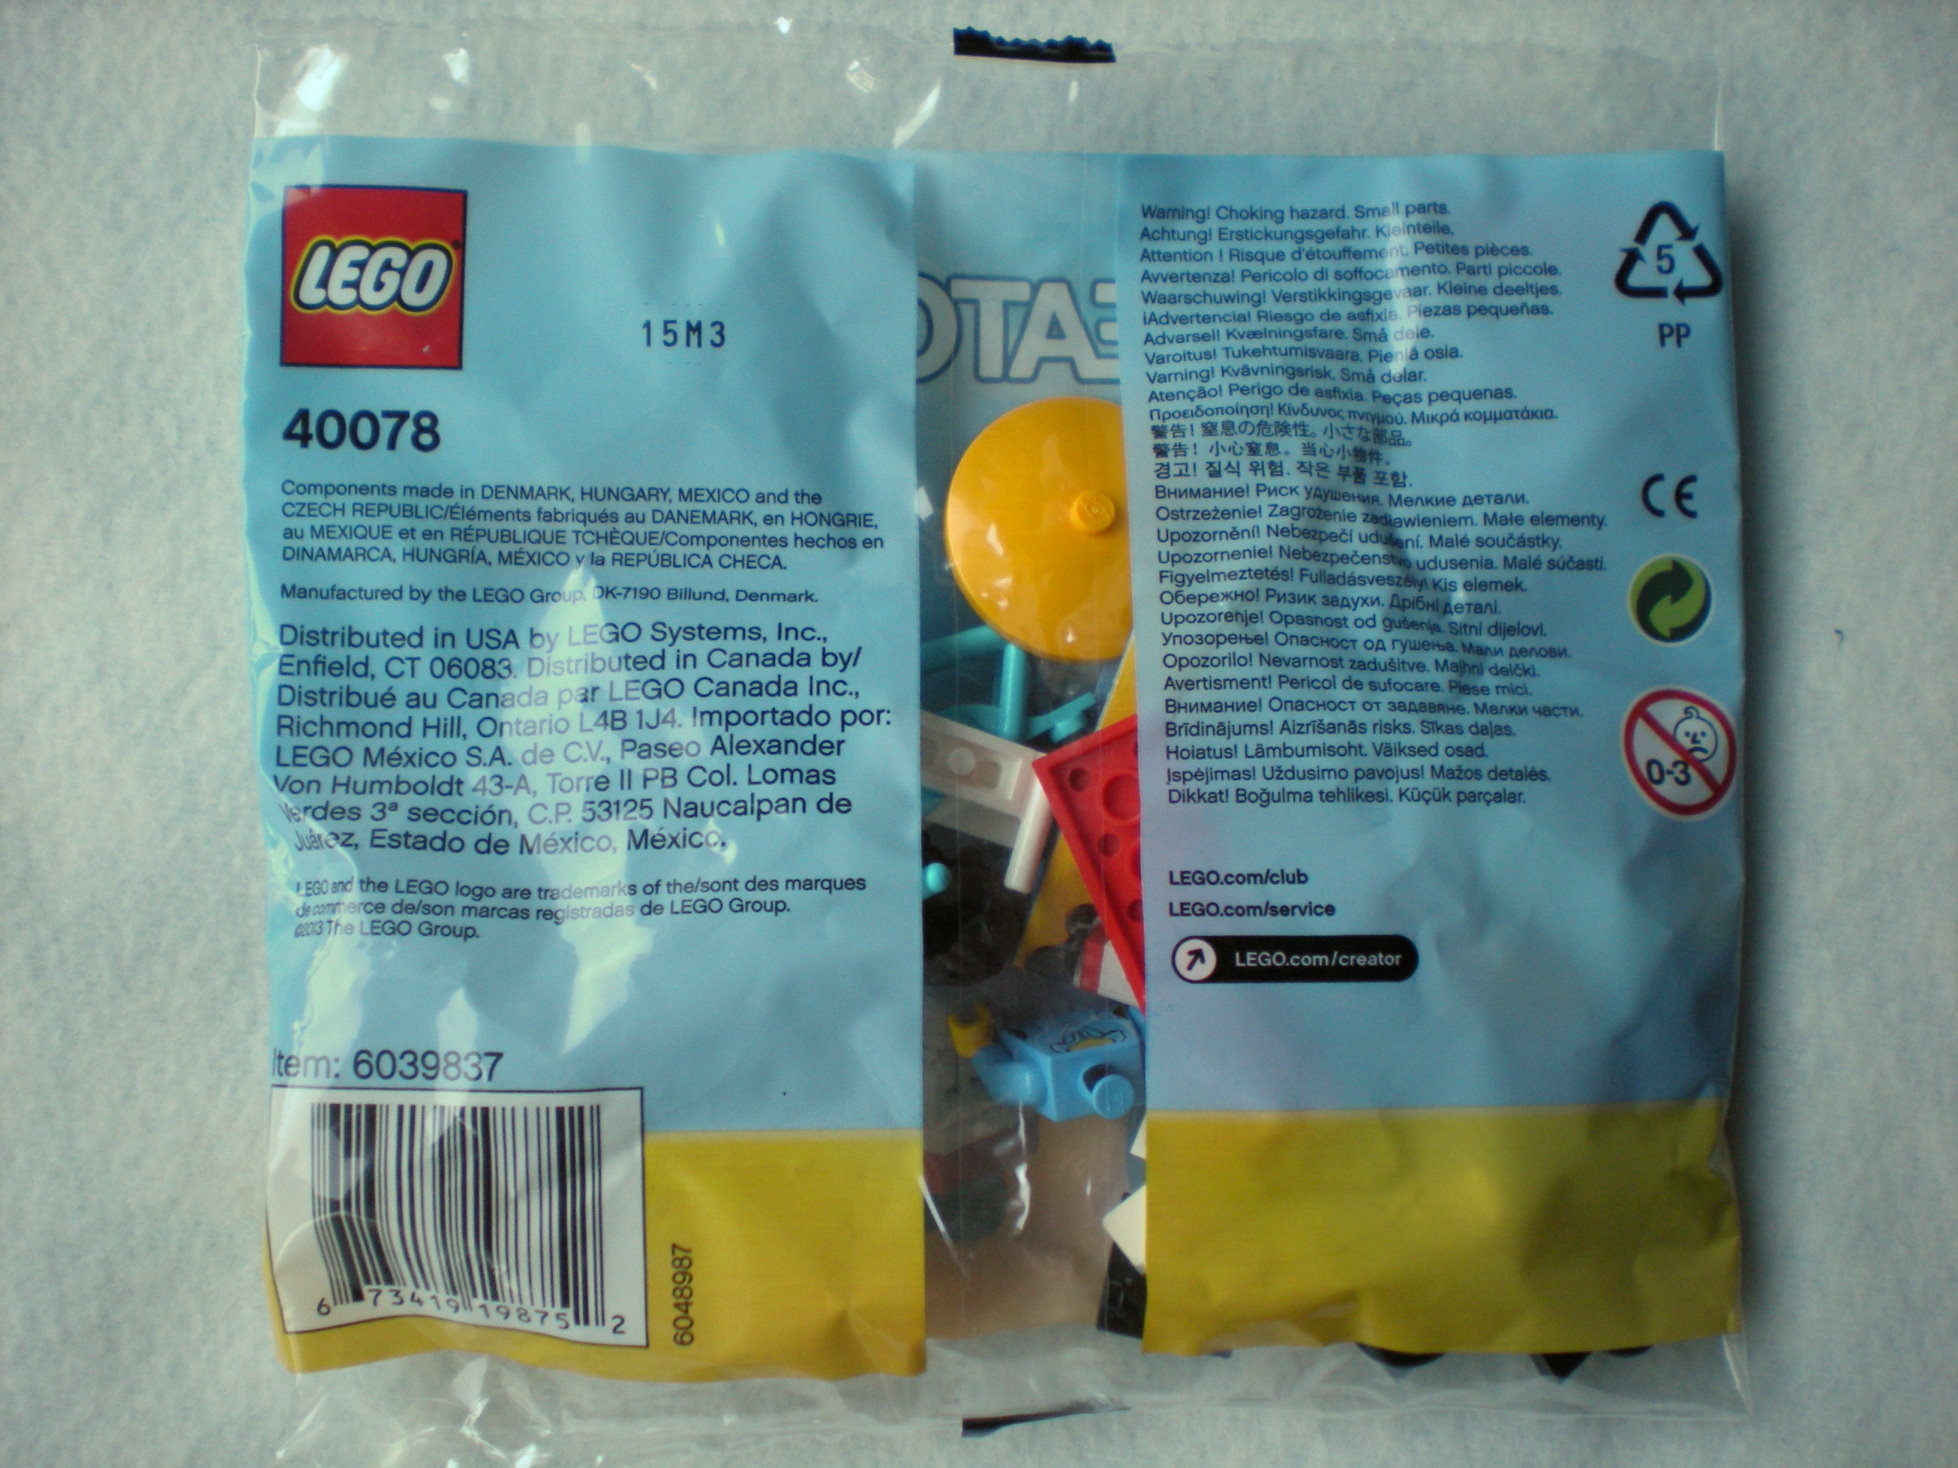 LEGO
15M3
40078
Components made in DENMARK, HUNGARY, MEXICO and the
CZECH REPUBLIC/Éléments fabriqués au DANEMARK, en HONGRIE,
au MEXIQUE et en RÉPUBLIQUE TCHÈQUE/Componentes hechos en
DINAMARCA, HUNGRÍA, MÉXICO y la REPÚBLICA CHECA.
Manufactured by the LEGO Group, DK-7190 Billund, Denmark.
Distributed in USA by LEGO Systems, Inc.,
Enfield, CT 06083. Distributed in Canada by/
Distribué au Canada par LEGO Canada Inc.,
Richmond Hill, Ontario L4B 1J4. Importado por:
LEGO México S.A. de C.V., Paseo Alexander
Von Humboldt 43-A, Torre II PB Col. Lomas
Verdes 3ª sección, C.P. 53125 Naucalpan de
Juárez, Estado de México, México.
LEGO and the LEGO logo are trademarks of the/sont des marques
de commerce de/son marcas registradas de LEGO Group.
©2013 The LEGO Group.
Item: 6039837
6 73419 19875 2
6048987
Warning! Choking hazard. Small parts.
Achtung! Erstickungsgefahr. Kleinteile.
Attention ! Risque d'étouffement. Petites pièces.
Avvertenza! Pericolo di soffocamento. Parti piccole.
Waarschuwing! Verstikkingsgevaar. Kleine deeltjes.
¡Advertencia! Riesgo de asfixia. Piezas pequeñas.
Advarsel! Kvælningsfare. Små dele.
Varoitus! Tukehtumisvaara. Pieniä osia.
Varning! Kvävningsrisk. Små delar.
Atenção! Perigo de asfixia. Peças pequenas.
Προειδοποίηση! Κίνδυνος πνιγμού. Μικρά κομματάκια.
警告! 窒息の危険性。小さな部品。
警告! 小心窒息。当心小物件。
경고! 질식 위험. 작은 부품 포함.
Внимание! Риск удушения. Мелкие детали.
Ostrzeżenie! Zagrożenie zadławieniem. Małe elementy.
Upozornění! Nebezpečí udušení. Malé součástky.
Upozornenie! Nebezpečenstvo udusenia. Malé súčasti.
Figyelmeztetés! Fulladásveszély! Kis elemek.
Обережно! Ризик задухи. Дрібні деталі.
Upozorenje! Opasnost od gušenja. Sitni dijelovi.
Упозорење! Опасност од гушења. Мали делови.
Opozorilo! Nevarnost zadušitve. Majhni delčki.
Avertisment! Pericol de sufocare. Piese mici.
Внимание! Опасност от задавяне. Малки части.
Brīdinājums! Aizrīšanās risks. Sīkas daļas.
Hoiatus! Lämbumisoht. Väiksed osad.
Įspėjimas! Uždusimo pavojus! Mažos detalės.
Dikkat! Boğulma tehlikesi. Küçük parçalar.
LEGO.com/club
LEGO.com/service
LEGO.com/creator
5
PP
CE
0-3